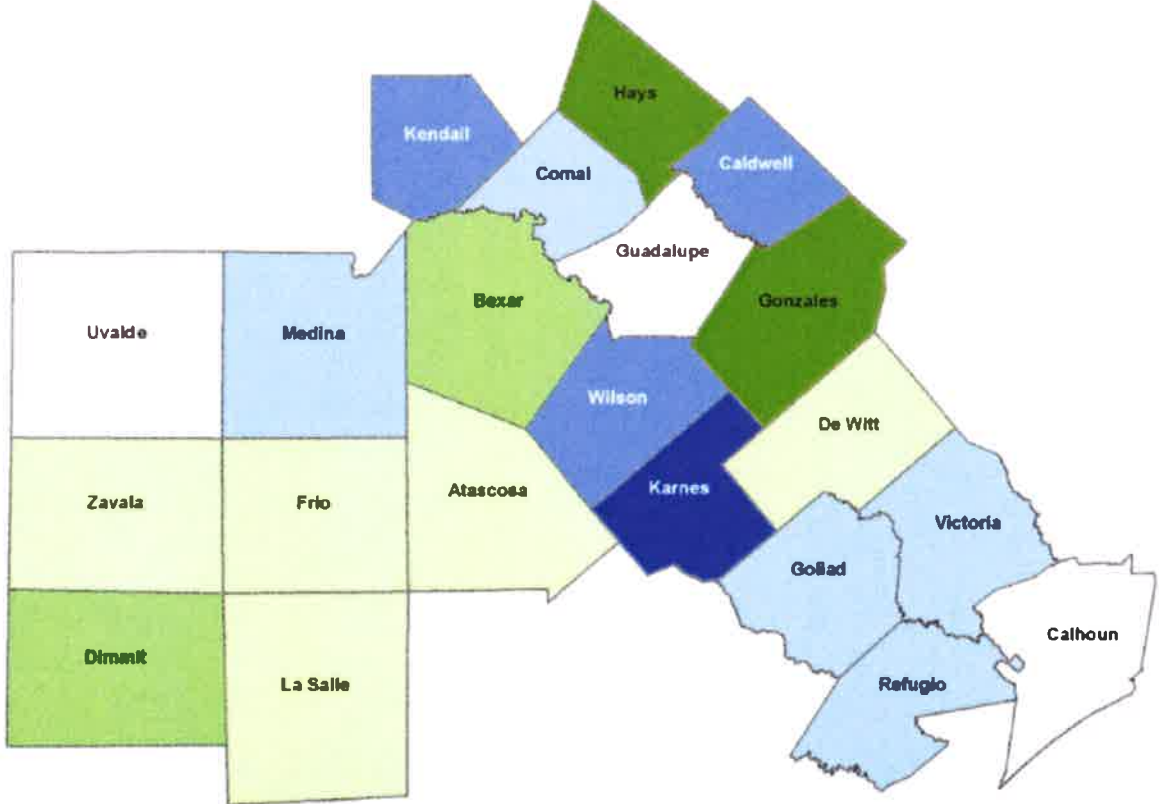 Hays
Kendall
Caldwell
Comal
Guadalupe
Bexar
Gonzales
Uvalde
Medina
Wilson
De Witt
Atascosa
Karnes
Zavala
Frio
Victoria
Goliad
Calhoun
Dimmit
La Salle
Refugio